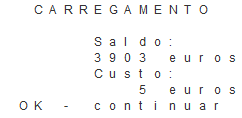 CARREGAMENTO
Saldo:
3903 euros
Custo:
5 euros
OK - continuar